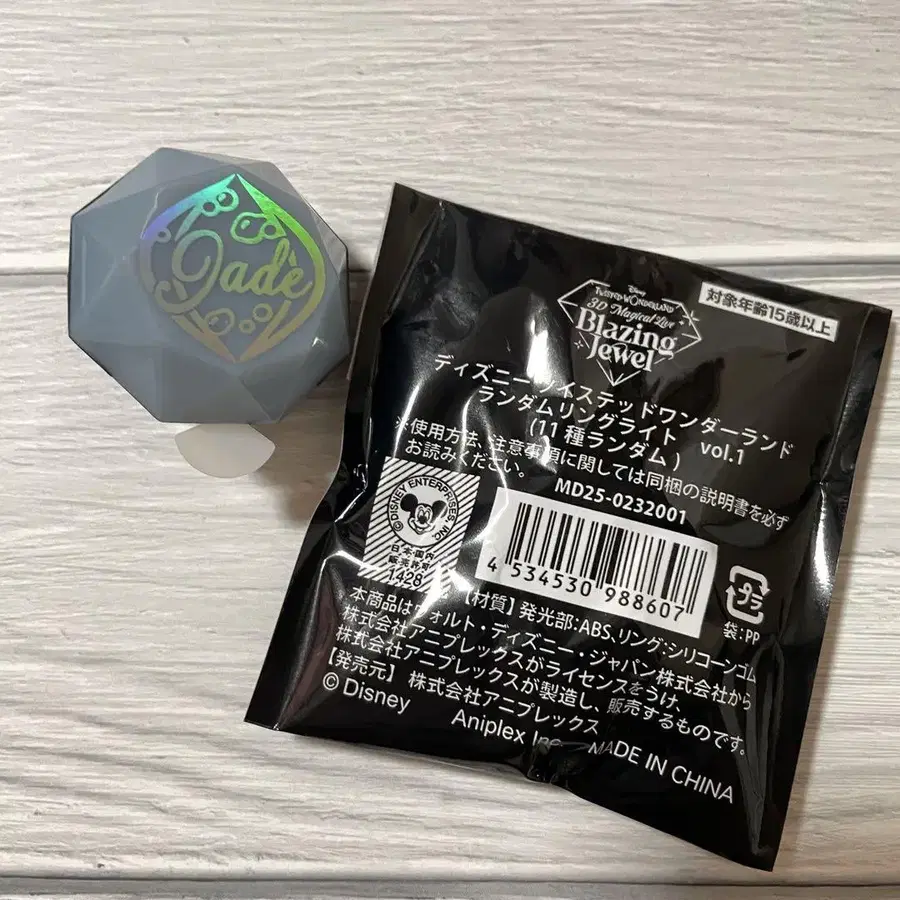 Jade
Disney
TWISTED-WONDERLAND
3D Magical Live
Blazing
Jewel
対象年齢15歳以上
ディズニー ツイステッドワンダーランド
ランダムリングライト vol.1
(11種ランダム)
※使用方法、注意事項に関しては同梱の説明書を必ず
お読みください。
MD25-0232001
©DISNEY ENTERPRISES, INC
日本国内
販売許可
1428
4 534530 988607
プラ
袋:PP
【材質】発光部:ABS、リング:シリコーンゴム
本商品はウォルト・ディズニー・ジャパン株式会社から
株式会社アニプレックスがライセンスをうけ、
株式会社アニプレックスが製造し、販売するものです。
【発売元】株式会社アニプレックス
©Disney Aniplex Inc. MADE IN CHINA